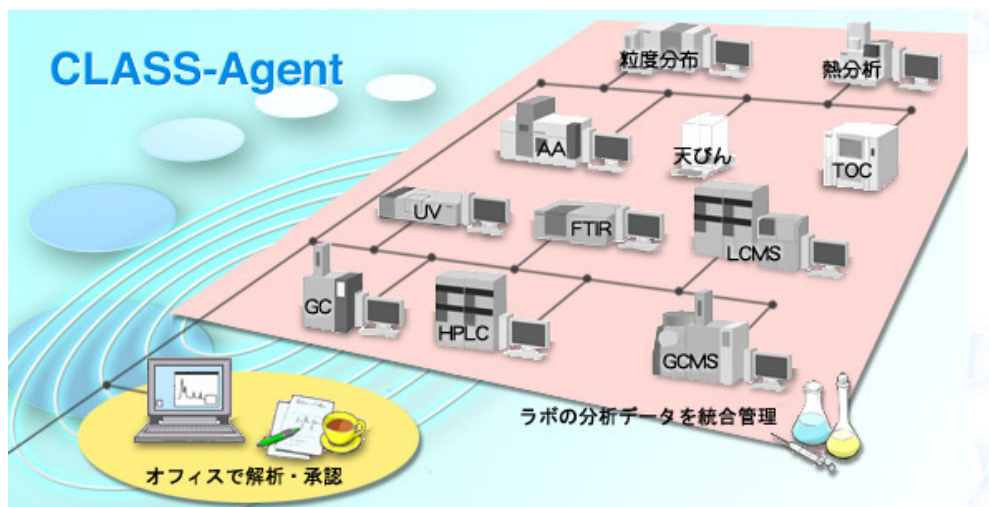 CLASS-Agent
粒度分布
熱分析
AA
天びん
TOC
UV
FTIR
LCMS
GC
HPLC
GCMS
ラボの分析データを統合管理
オフィスで解析・承認